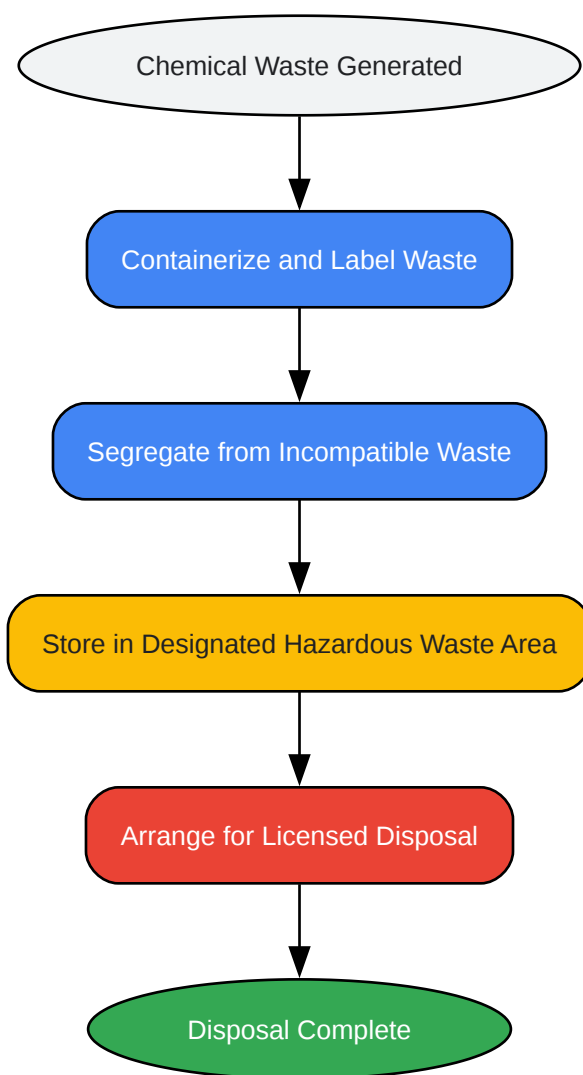 Chemical Waste Generated
Containerize and Label Waste
Segregate from Incompatible Waste
Store in Designated Hazardous Waste Area
Arrange for Licensed Disposal
Disposal Complete